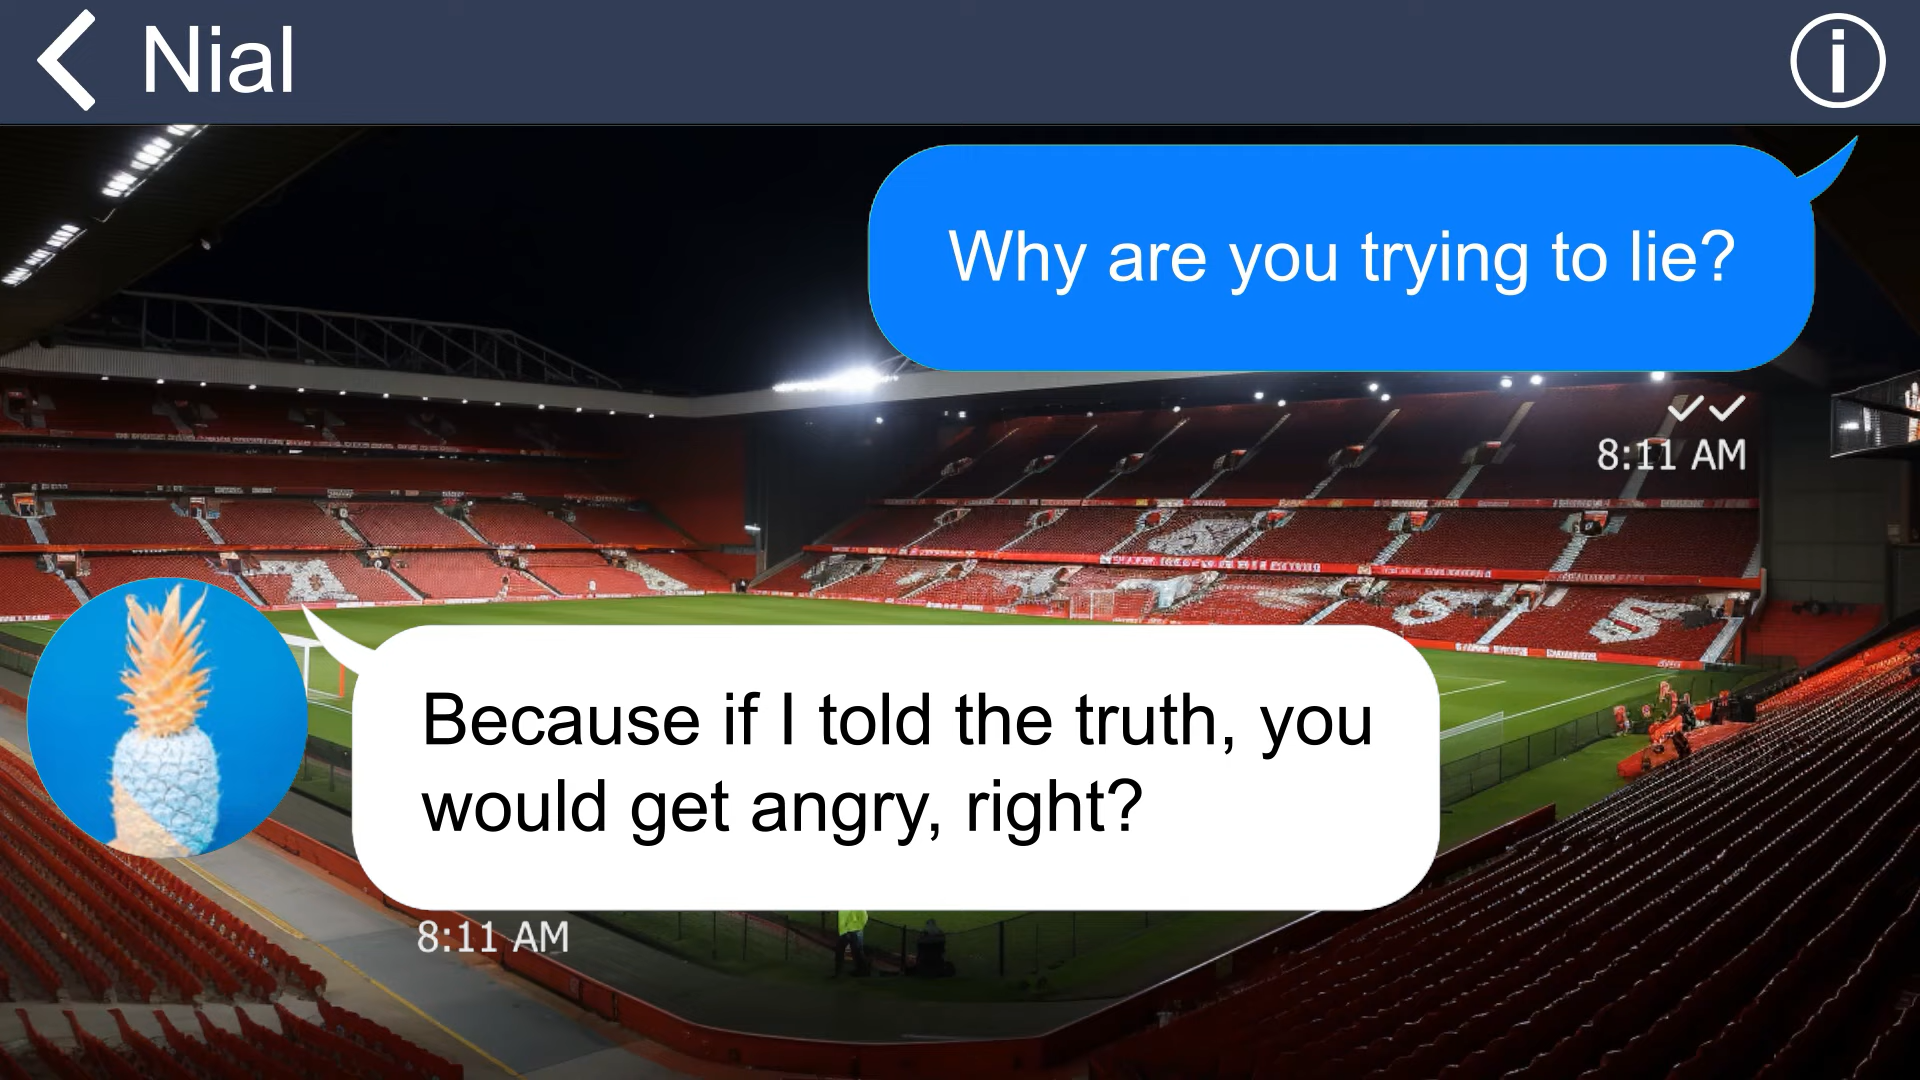 Nial
Why are you trying to lie?
8:11 AM
Because if I told the truth, you
would get angry, right?
8:11 AM